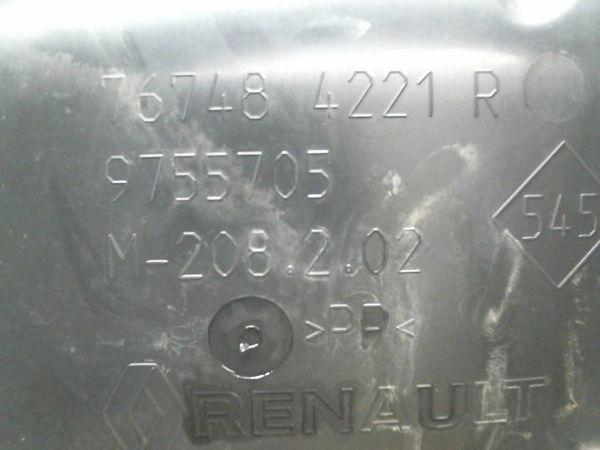 76748 4221 R
9755705
545
M-208.2.02
>PP<
RENAULT